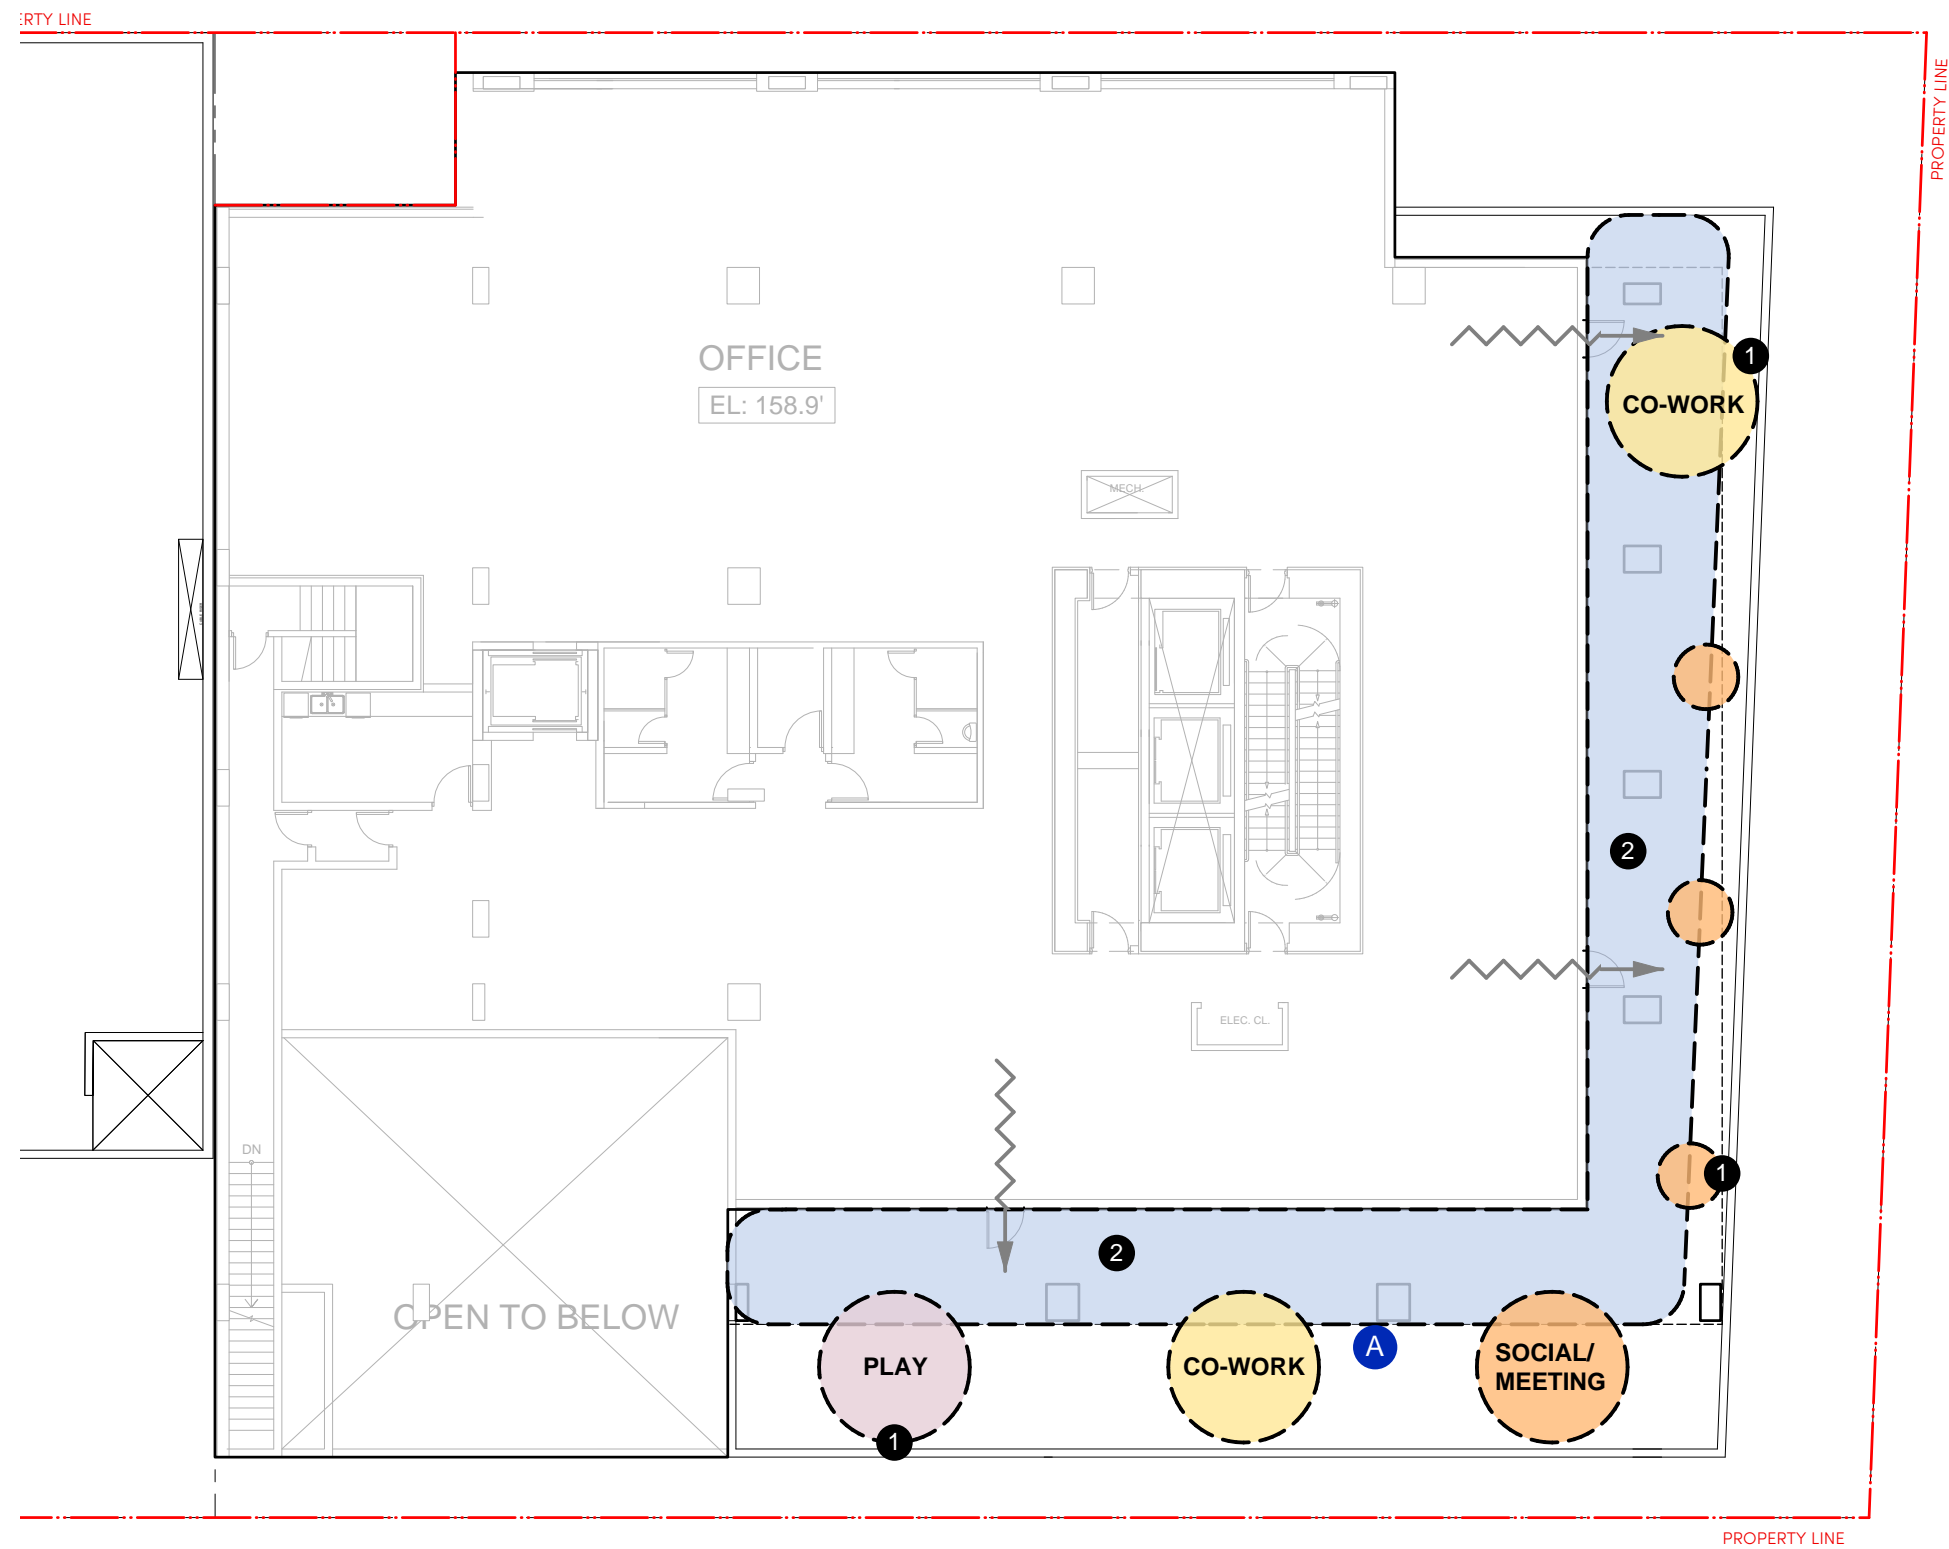 ERTY LINE
PROPERTY LINE
OFFICE
EL: 158.9'
1
CO-WORK
MECH.
2
ELEC. CL.
DN
1
2
OPEN TO BELOW
A
PLAY
CO-WORK
SOCIAL/
MEETING
1
PROPERTY LINE